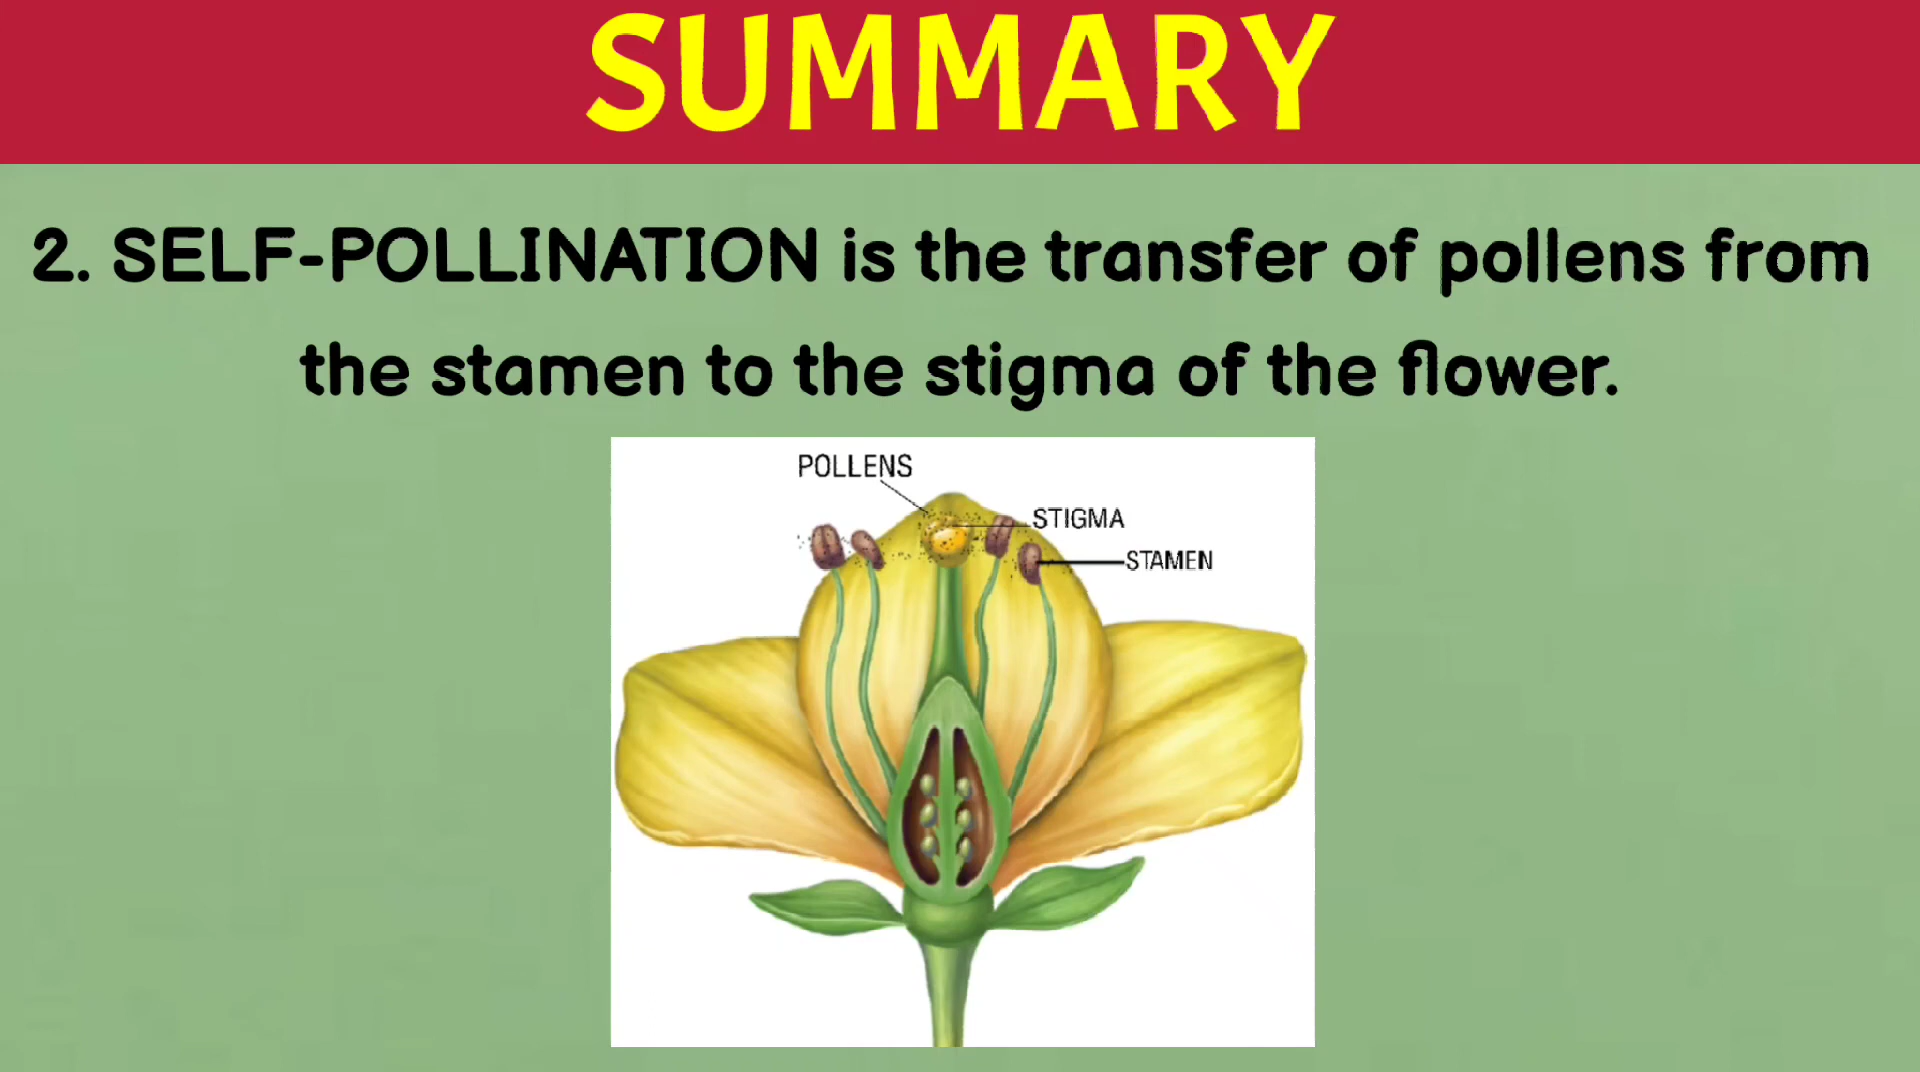 SUMMARY
2. SELF-POLLINATION is the transfer of pollens from
the stamen to the stigma of the flower.
POLLENS
STIGMA
STAMEN